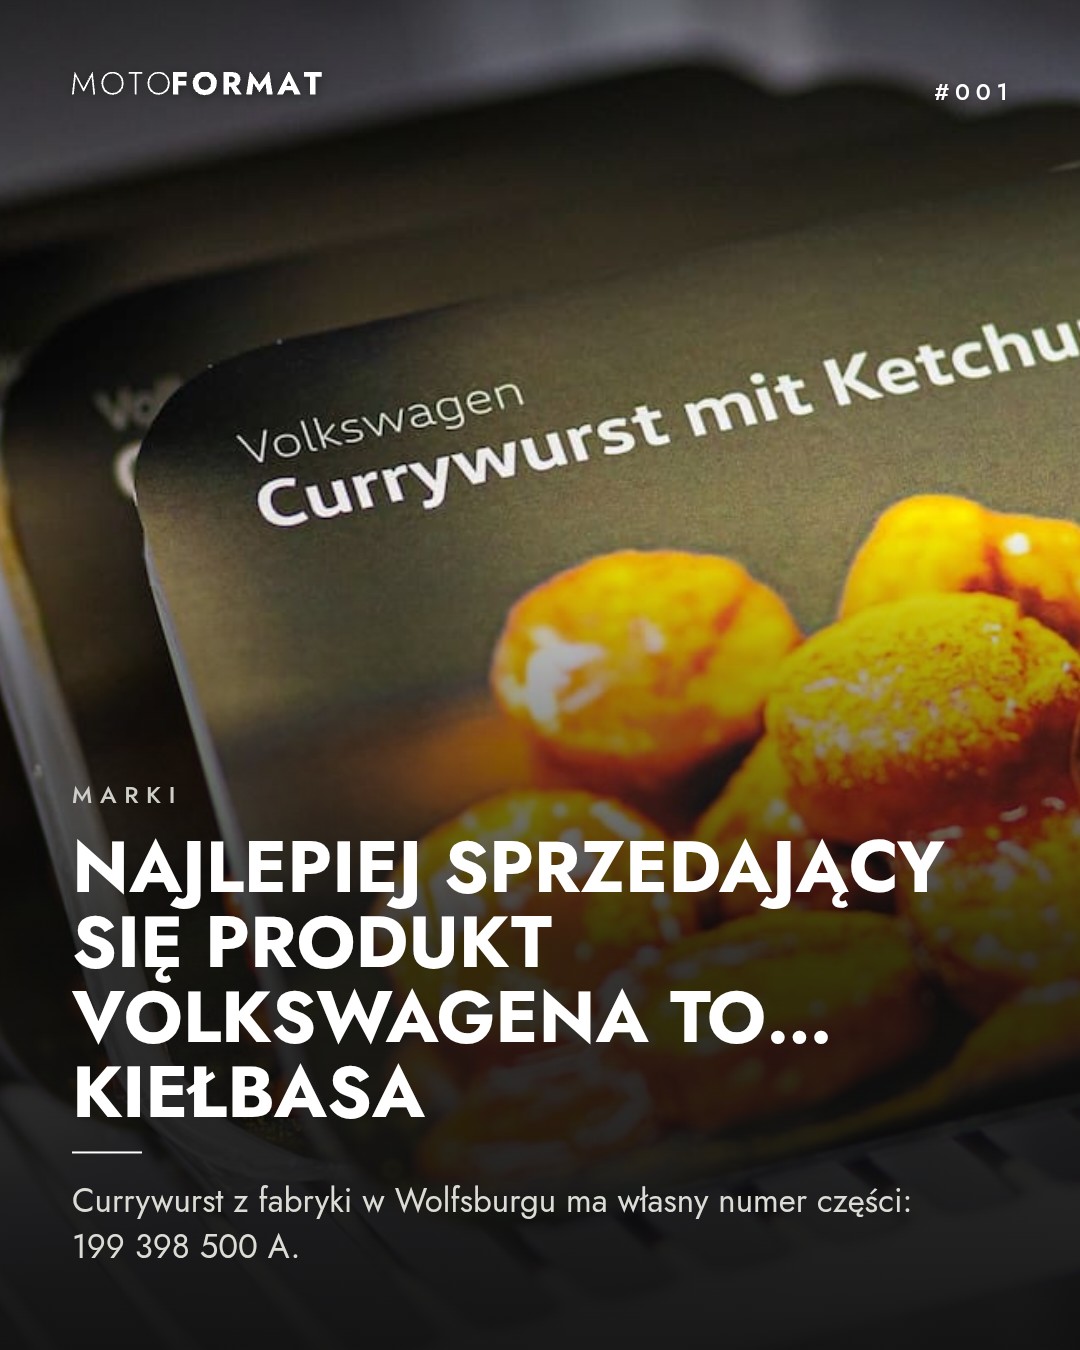 MOTOFORMAT
#001
Volkswagen
Currywurst mit
MARKI
NAJLEPIEJ SPRZEDAJĄCY
SIĘ PRODUKT
VOLKSWAGENA TO...
KIEŁBASA
Currywurst z fabryki w Wolfsburgu ma własny numer części:
199 398 500 A.